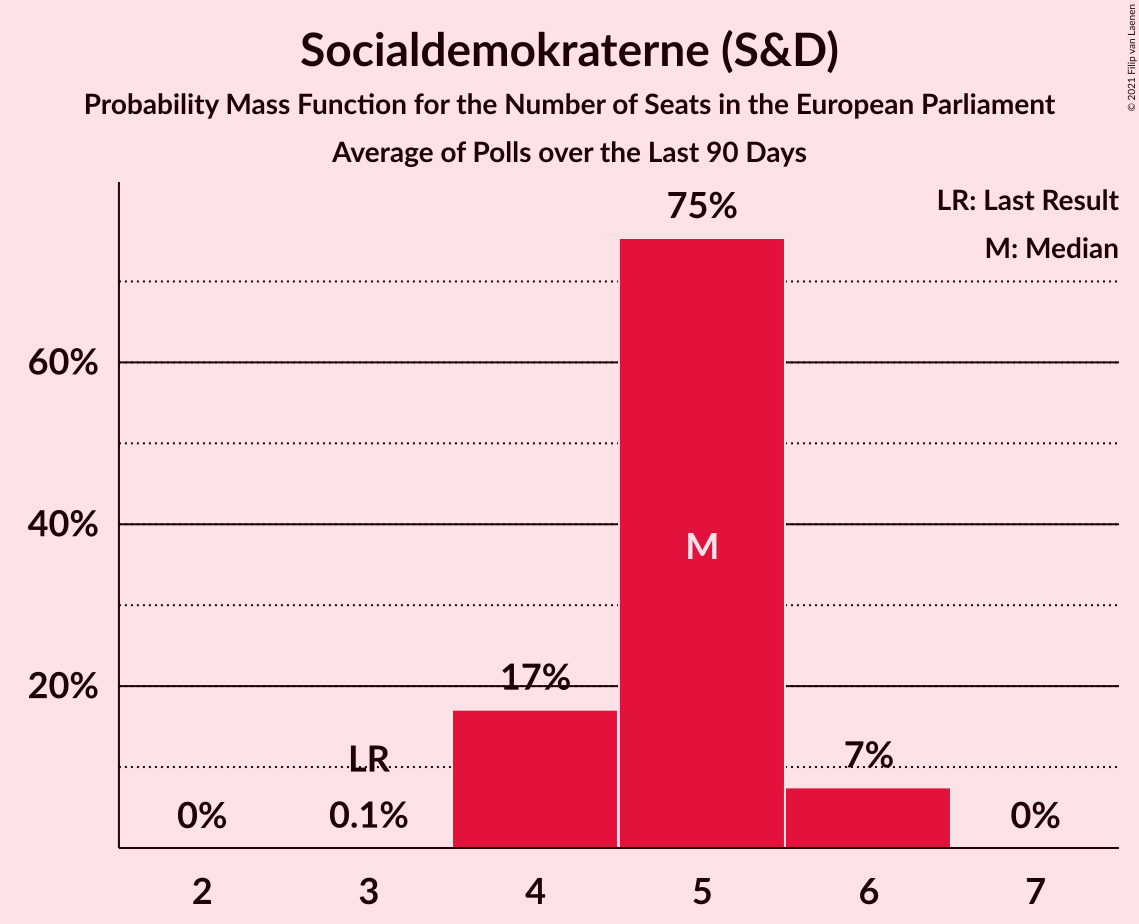 Socialdemokraterne (S&D)
Probability Mass Function for the Number of Seats in the European Parliament
Average of Polls over the Last 90 Days
© 2021 Filip van Laenen
LR: Last Result
M: Median
75%
60%
40%
M
20%
17%
LR
7%
0%
0.1%
0%
2 3 4 5 6 7